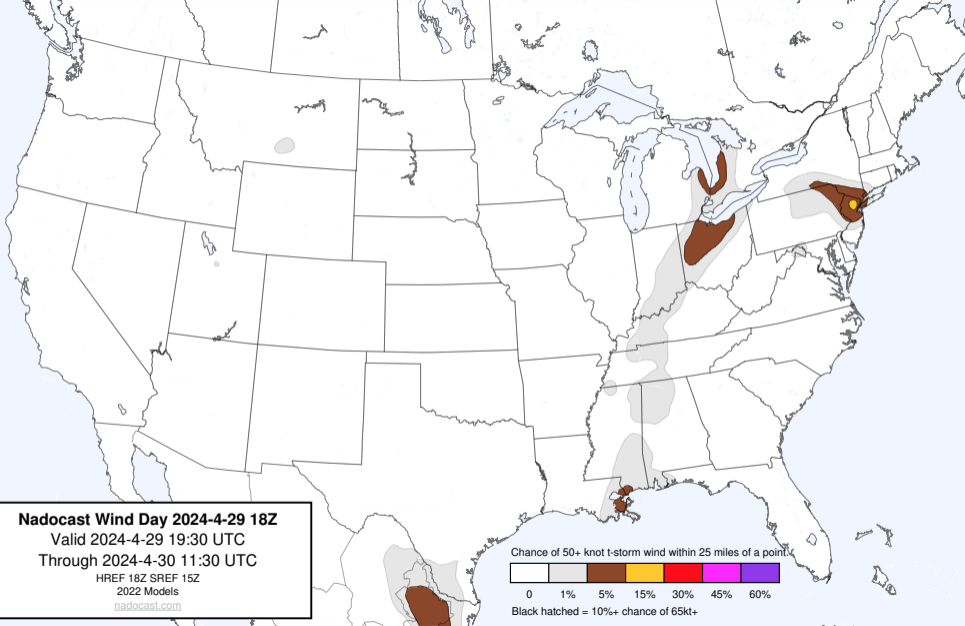 Nadocast Wind Day 2024-4-29 18Z
Valid 2024-4-29 19:30 UTC
Through 2024-4-30 11:30 UTC
HREF 18Z SREF 15Z
2022 Models
nadocast.com
Chance of 50+ knot t-storm wind within 25 miles of a point.
0 1% 5% 15% 30% 45% 60%
Black hatched = 10%+ chance of 65kt+